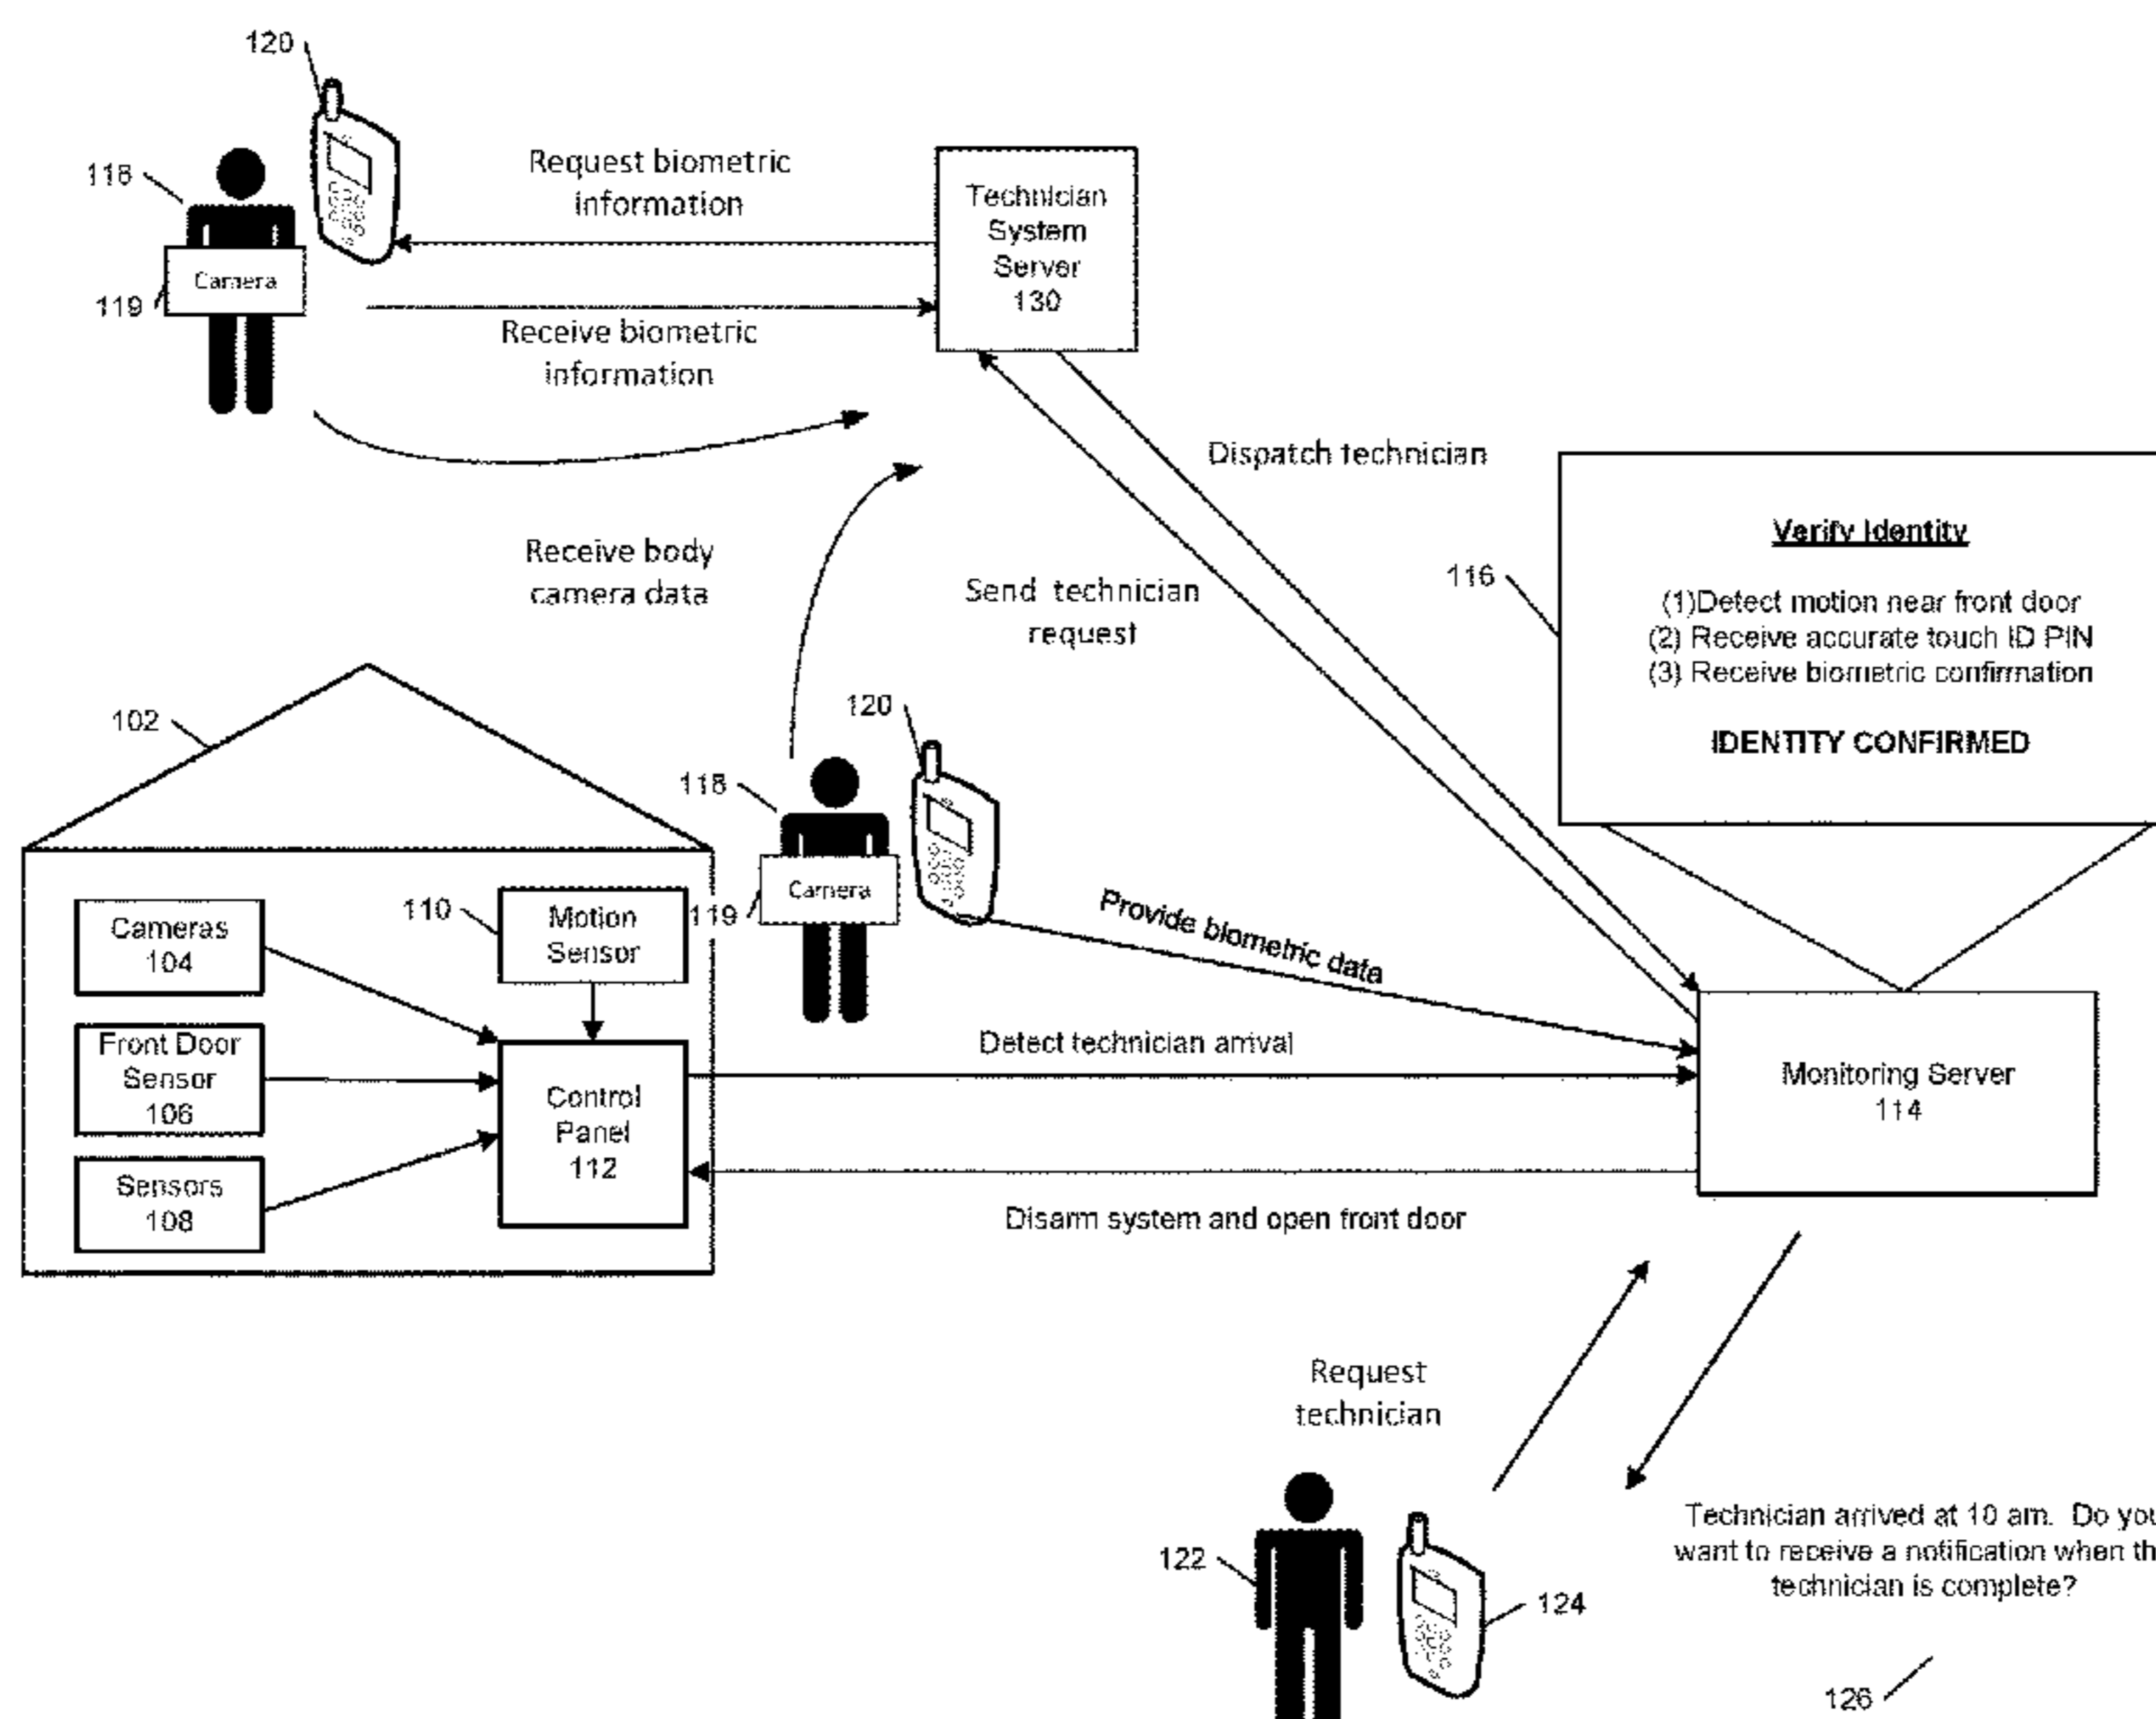 120
118
Camera
119
Request biometric
information
Receive biometric
information
Technician
System
Server
130
Dispatch technician
Receive body
camera data
Send technician
request
116
Verify Identity
(1)Detect motion near front door
(2) Receive accurate touch ID PIN
(3) Receive biometric confirmation
IDENTITY CONFIRMED
102
120
118
Camera
119
Cameras
104
110
Motion
Sensor
Front Door
Sensor
106
Control
Panel
112
Sensors
108
Provide biometric data
Detect technician arrival
Monitoring Server
114
Disarm system and open front door
Request
technician
122
124
Technician arrived at 10 am. Do you
want to receive a notification when th
technician is complete?
126